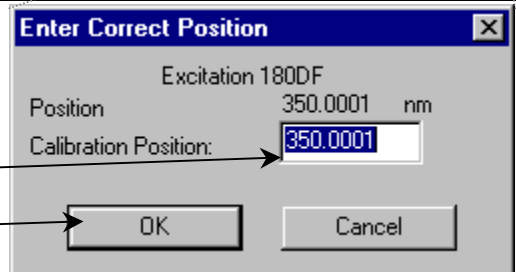 Enter Correct Position
Excitation 180DF
Position 350.0001 nm
Calibration Position: 350.0001
OK Cancel